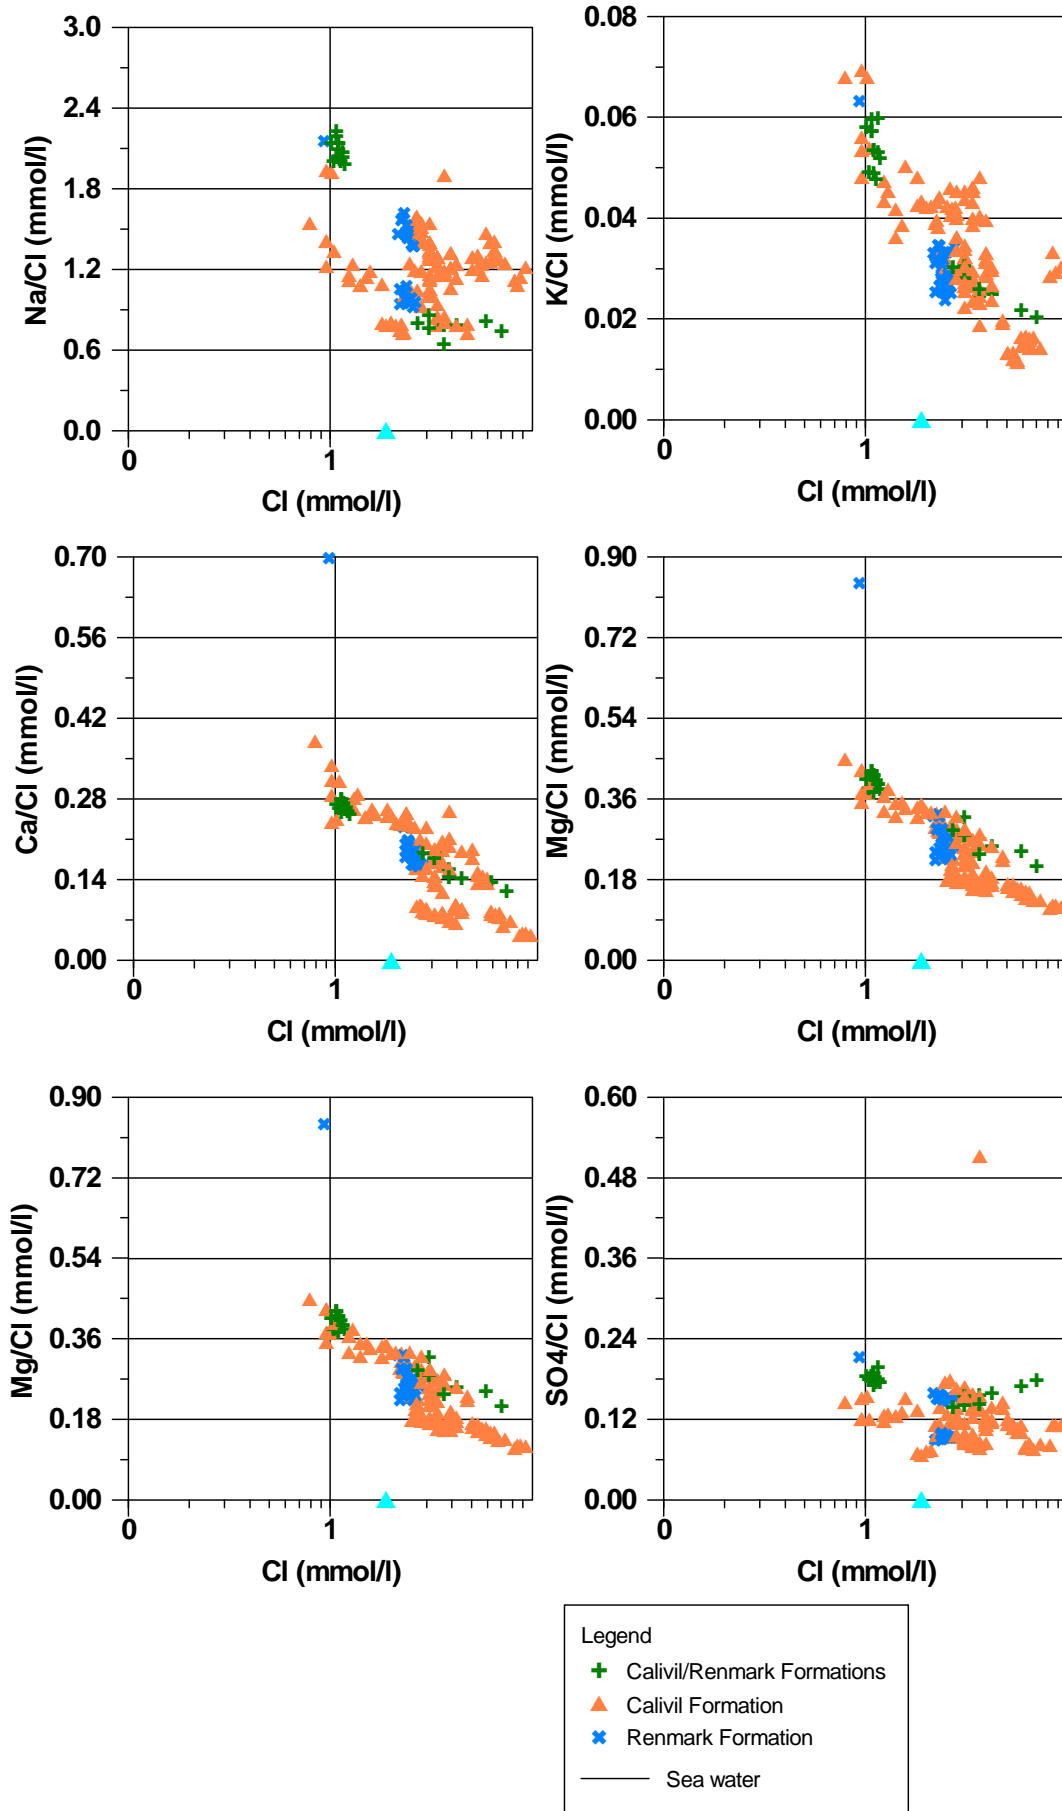 3.0
2.4
1.8
1.2
0.6
0.0
Na/Cl (mmol/l)
0
1
Cl (mmol/l)
0.08
0.06
0.04
0.02
0.00
K/Cl (mmol/l)
0
1
Cl (mmol/l)
0.70
0.56
0.42
0.28
0.14
0.00
Ca/Cl (mmol/l)
0
1
Cl (mmol/l)
0.90
0.72
0.54
0.36
0.18
0.00
Mg/Cl (mmol/l)
0
1
Cl (mmol/l)
0.90
0.72
0.54
0.36
0.18
0.00
Mg/Cl (mmol/l)
0
1
Cl (mmol/l)
0.60
0.48
0.36
0.24
0.12
0.00
SO4/Cl (mmol/l)
0
1
Cl (mmol/l)
Legend
Calivil/Renmark Formations
Calivil Formation
Renmark Formation
Sea water